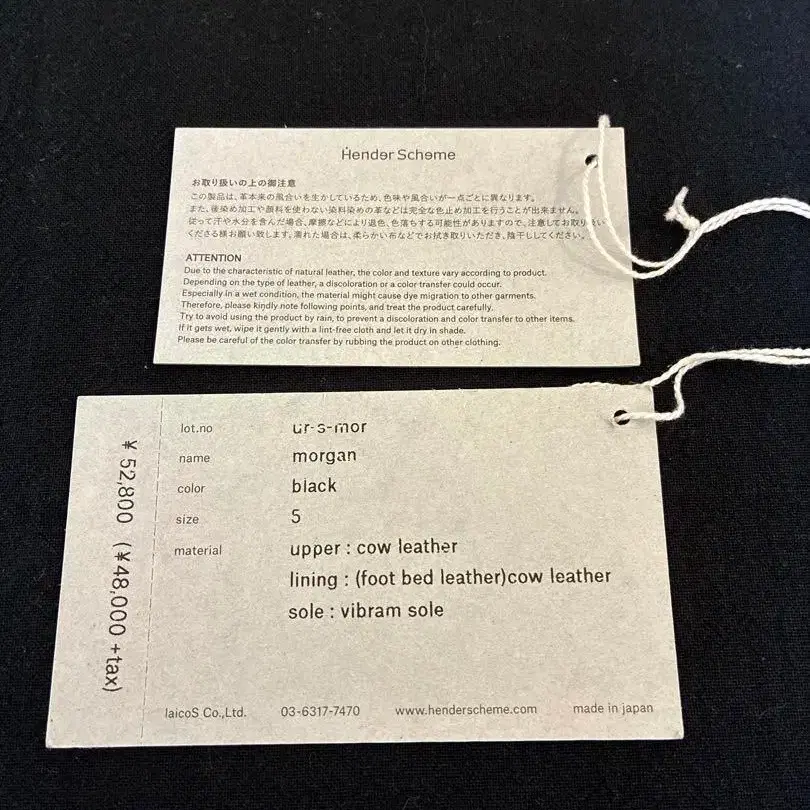 Hender Scheme
お取り扱いの上の御注意
この製品は、革本来の風合いを生かしているため、色味や風合いが一点ごとに異なります。
また、後染め加工や顔料を使わない染料染めの革などは完全な色止め加工を行うことが出来ません。
従って汗や水分を含んだ場合、摩擦などにより退色、色落ちする可能性がありますので、注意してお取り扱い
くださる様お願い致します。濡れた場合は、柔らかい布などでお拭き取りいただき、陰干ししてください。
ATTENTION
Due to the characteristic of natural leather, the color and texture vary according to product.
Depending on the type of leather, a discoloration or a color transfer could occur.
Especially in a wet condition, the material might cause dye migration to other garments.
Therefore, please kindly note following points, and treat the product carefully.
Try to avoid using the product by rain, to prevent a discoloration and color transfer to other items.
If it gets wet, wipe it gently with a lint-free cloth and let it dry in shade.
Please be careful of the color transfer by rubbing the product on other clothing.
¥ 52,800 (¥48,000 +tax)
lot.no ur-s-mor
name morgan
color black
size 5
material upper : cow leather
lining : (foot bed leather)cow leather
sole : vibram sole
laicoS Co.,Ltd. 03-6317-7470 www.henderscheme.com made in japan